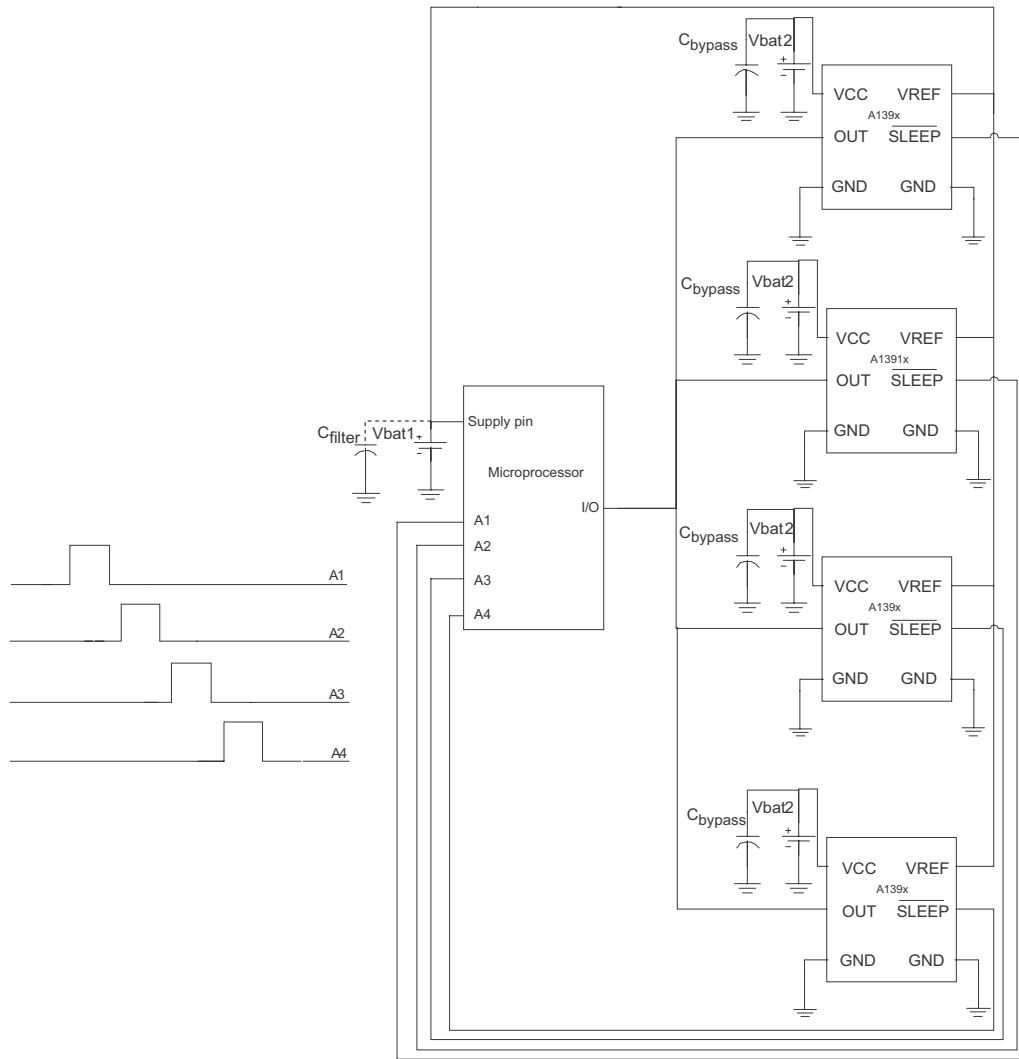 Cbypass Vbat2
+
-
VCC VREF
A139x
OUT SLEEP
GND GND
Cbypass Vbat2
+
-
VCC VREF
A1391x
OUT SLEEP
GND GND
Cfilter Vbat1
+
-
Supply pin
Microprocessor
I/O
A1
A2
A3
A4
Cbypass Vbat2
+
-
VCC VREF
A139x
OUT SLEEP
GND GND
A1
A2
A3
A4
Cbypass Vbat2
+
-
VCC VREF
A139x
OUT SLEEP
GND GND